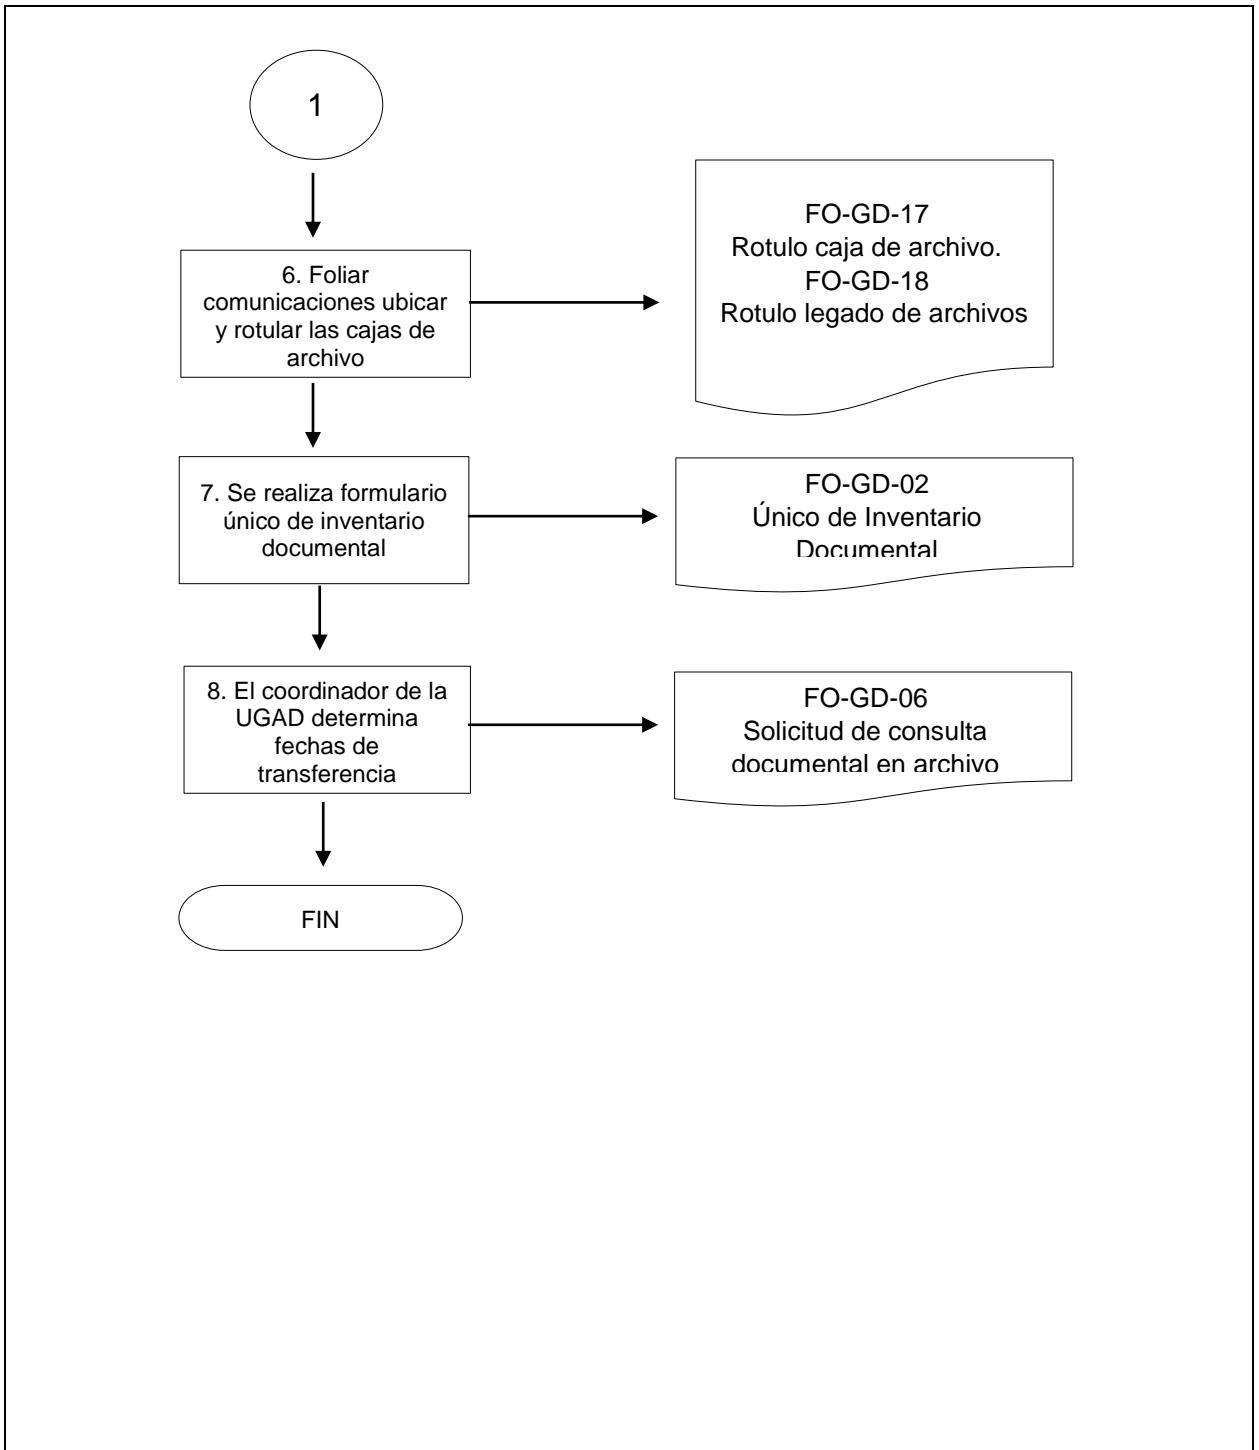 1
6. Foliar
comunicaciones ubicar
y rotular las cajas de
archivo
FO-GD-17
Rotulo caja de archivo.
FO-GD-18
Rotulo legado de archivos
7. Se realiza formulario
único de inventario
documental
FO-GD-02
Único de Inventario
Documental
8. El coordinador de la
UGAD determina
fechas de
transferencia
FO-GD-06
Solicitud de consulta
documental en archivo
FIN